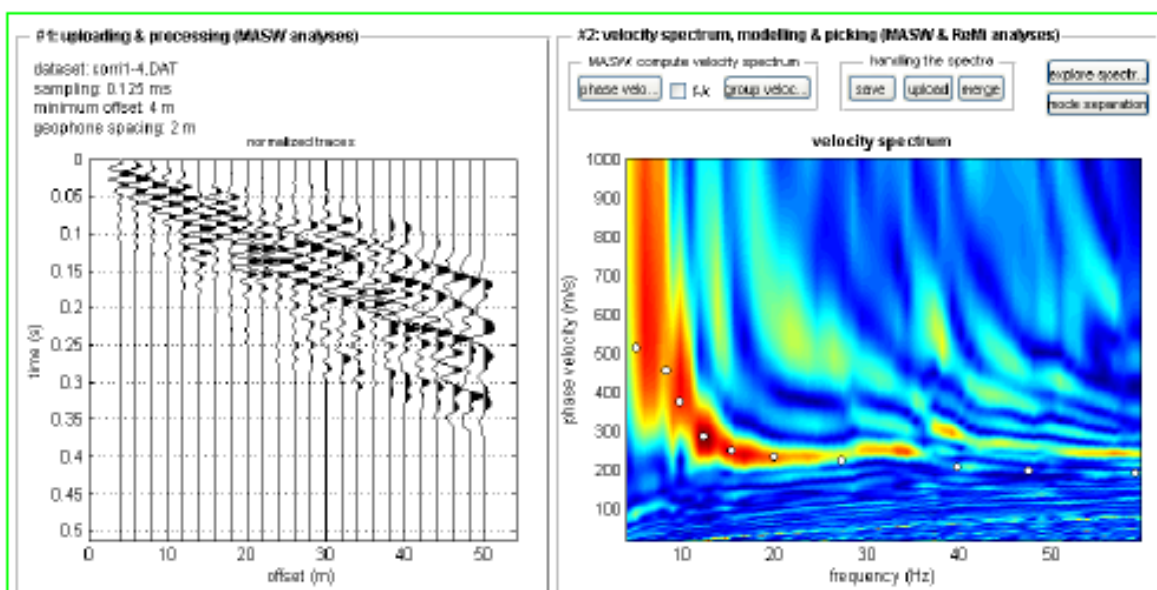 #1: uploading & processing (MASW analyses)
dataset: sorri1-4.DAT
sampling: 0.125 ms
minimum offset: 4 m
geophone spacing: 2 m
normalized traces
0
0.05
0.1
0.15
0.2
0.25
0.3
0.35
0.4
0.45
0.5
time (s)
0 10 20 30 40 50
offset (m)
#2: velocity spectrum, modelling & picking (MASW & ReMi analyses)
MASW: compute velocity spectrum
phase velo... f-k group veloc...
handling the spectra
save upload merge
explore spectr...
mode separation
velocity spectrum
1000
900
800
700
600
500
400
300
200
100
phase velocity (m/s)
10 20 30 40 50
frequency (Hz)